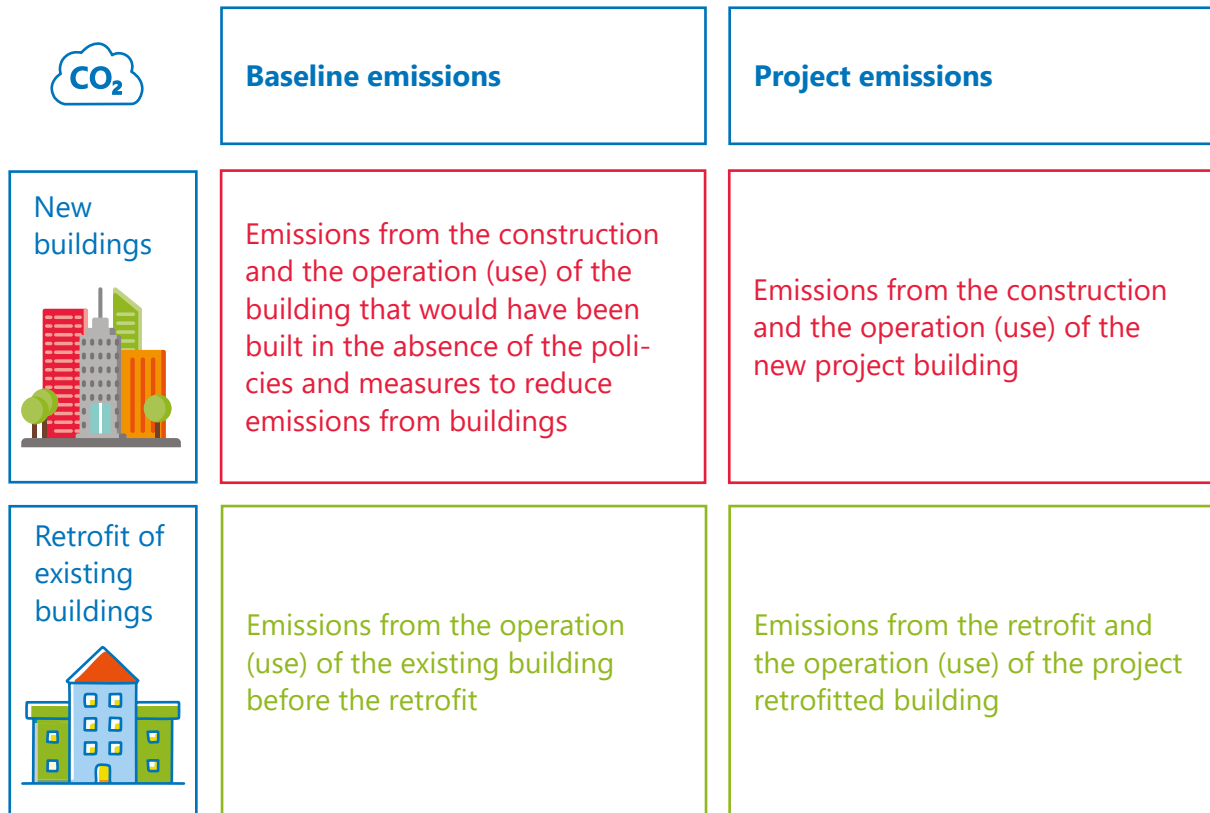 CO₂
Baseline emissions
Project emissions
New
buildings
Emissions from the construction
and the operation (use) of the
building that would have been
built in the absence of the poli-
cies and measures to reduce
emissions from buildings
Emissions from the construction
and the operation (use) of the
new project building
Retrofit of
existing
buildings
Emissions from the operation
(use) of the existing building
before the retrofit
Emissions from the retrofit and
the operation (use) of the project
retrofitted building